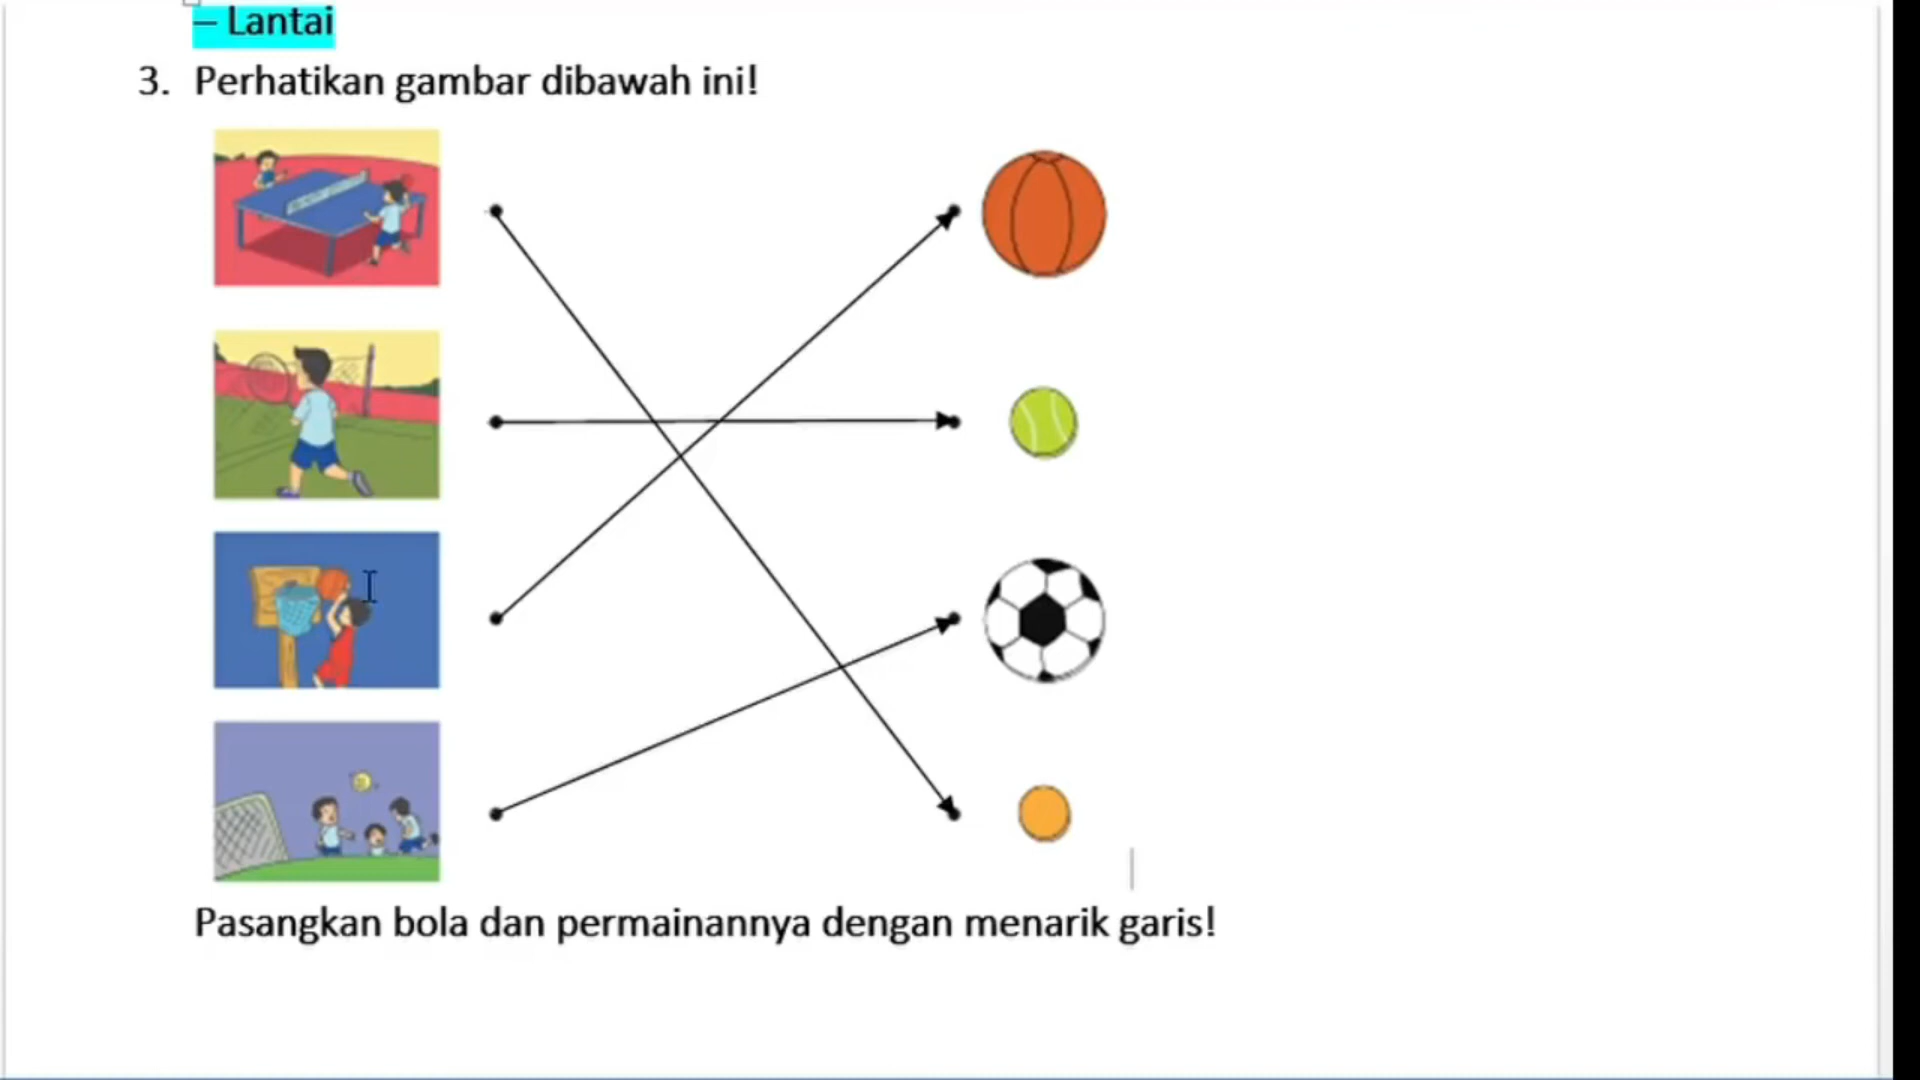 – Lantai
3. Perhatikan gambar dibawah ini!
Pasangkan bola dan permainannya dengan menarik garis!